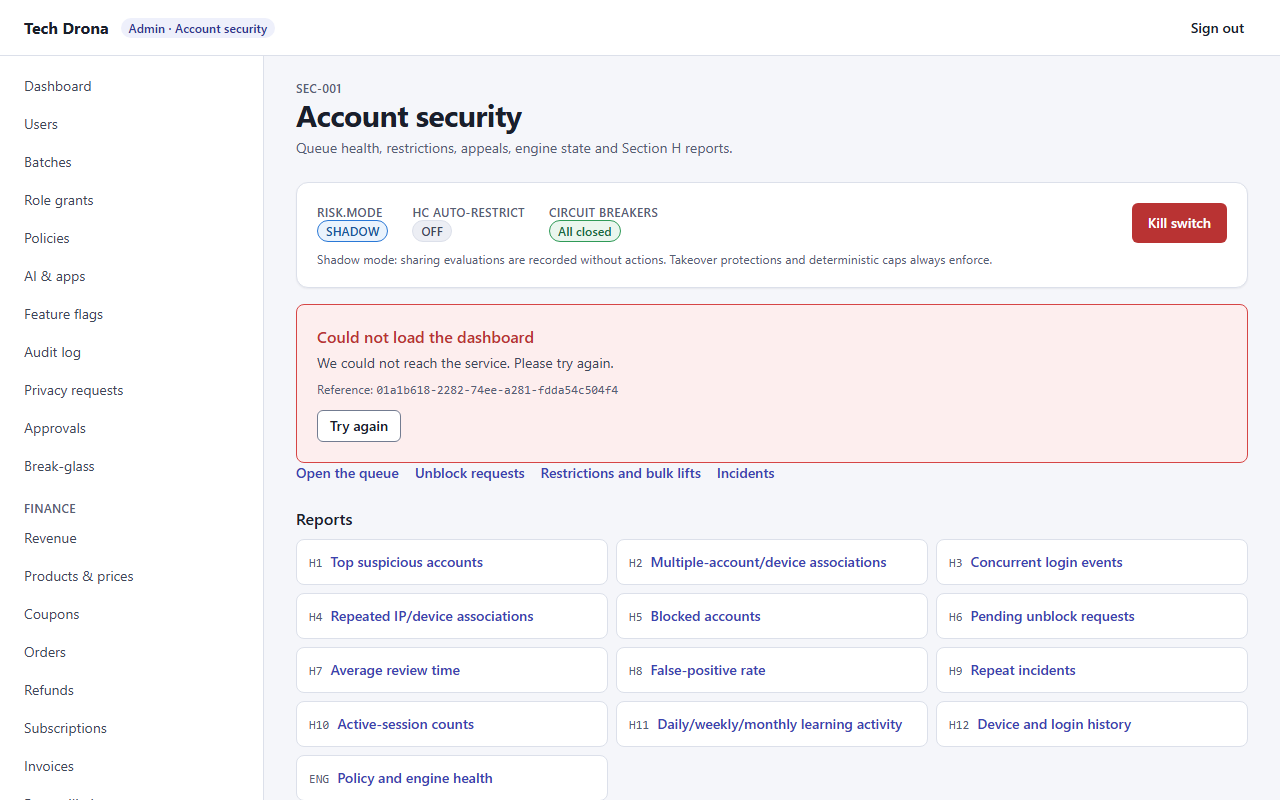 Tech Drona
Admin · Account security
Sign out
Dashboard
Users
Batches
Role grants
Policies
AI & apps
Feature flags
Audit log
Privacy requests
Approvals
Break-glass
FINANCE
Revenue
Products & prices
Coupons
Orders
Refunds
Subscriptions
Invoices
SEC-001
Account security
Queue health, restrictions, appeals, engine state and Section H reports.
RISK.MODE
SHADOW
HC AUTO-RESTRICT
OFF
CIRCUIT BREAKERS
All closed
Kill switch
Shadow mode: sharing evaluations are recorded without actions. Takeover protections and deterministic caps always enforce.
Could not load the dashboard
We could not reach the service. Please try again.
Reference: 01a1b618-2282-74ee-a281-fdda54c504f4
Try again
Open the queue Unblock requests Restrictions and bulk lifts Incidents
Reports
H1 Top suspicious accounts
H2 Multiple-account/device associations
H3 Concurrent login events
H4 Repeated IP/device associations
H5 Blocked accounts
H6 Pending unblock requests
H7 Average review time
H8 False-positive rate
H9 Repeat incidents
H10 Active-session counts
H11 Daily/weekly/monthly learning activity
H12 Device and login history
ENG Policy and engine health